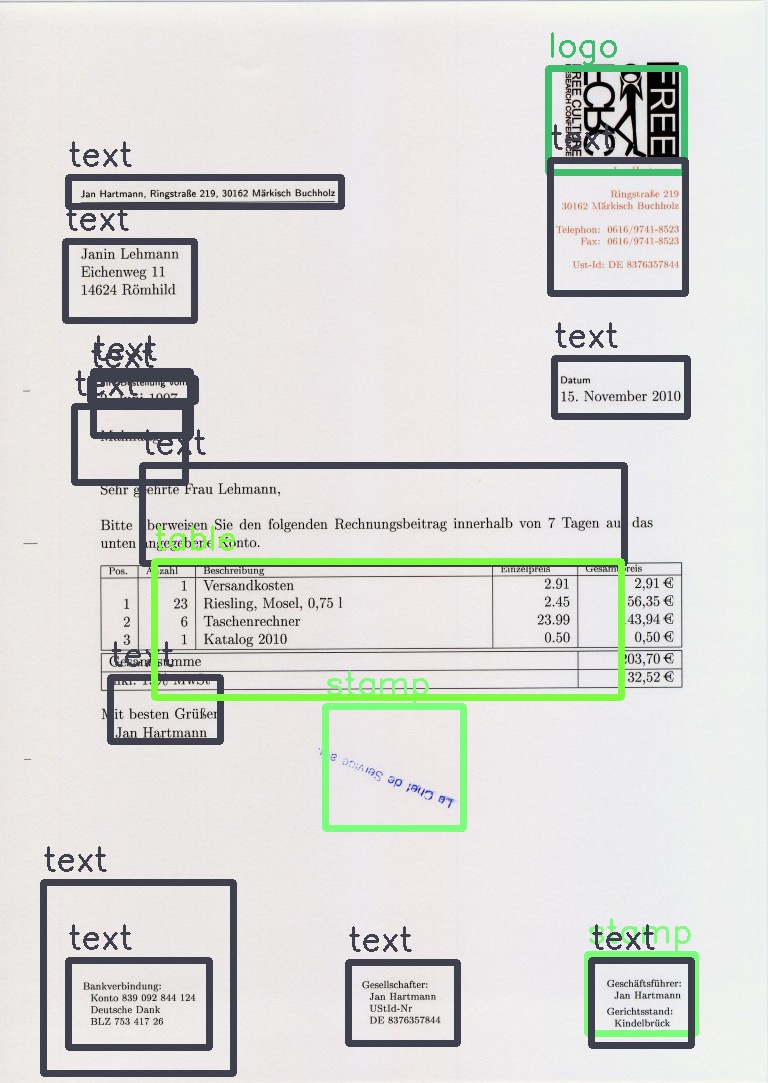 logo
FREE
FREE CULTURE
RESEARCH CONFERENCE
text
text
Jan Hartmann, Ringstraße 219, 30162 Märkisch Buchholz
Ringstraße 219
30162 Märkisch Buchholz
Telephon: 0616/9741-8523
Fax: 0616/9741-8523
Ust-Id: DE 8376357844
text
Janin Lehmann
Eichenweg 11
14624 Römhild
text
Datum
15. November 2010
text
text
text
text
Sehr geehrte Frau Lehmann,
Bitte überweisen Sie den folgenden Rechnungsbeitrag innerhalb von 7 Tagen auf das
unten angegebene Konto.
table
Pos. Anzahl Beschreibung Einzelpreis Gesamtpreis
1 Versandkosten 2.91 2,91 €
1 23 Riesling, Mosel, 0,75 l 2.45 56,35 €
2 6 Taschenrechner 23.99 43,94 €
3 1 Katalog 2010 0.50 0,50 €
Gesamtsumme 203,70 €
MwSt 32,52 €
text
stamp
Mit besten Grüßen
Jan Hartmann
Le Chef de Service
text
text
Bankverbindung:
Konto 839 092 844 124
Deutsche Dank
BLZ 753 417 26
text
Gesellschafter:
Jan Hartmann
UStId-Nr
DE 8376357844
stamp
text
Geschäftsführer:
Jan Hartmann
Gerichtsstand:
Kindelbrück